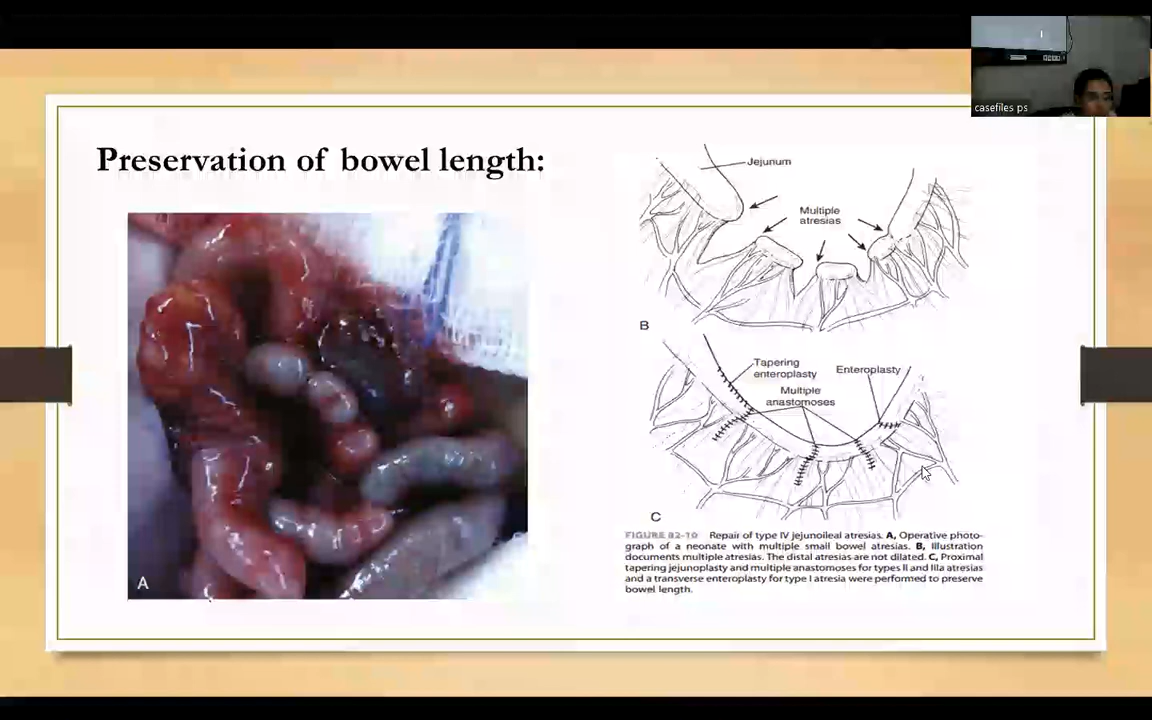 casefiles ps
Preservation of bowel length:
A
Jejunum
Multiple
atresias
B
Tapering
enteroplasty
Enteroplasty
Multiple
anastomoses
C
FIGURE 82-10 Repair of type IV jejunoileal atresias. A, Operative photo-
graph of a neonate with multiple small bowel atresias. B, Illustration
documents multiple atresias. The distal atresias are not dilated. C, Proximal
tapering jejunoplasty and multiple anastomoses for types II and IIIa atresias
and a transverse enteroplasty for type I atresia were performed to preserve
bowel length.